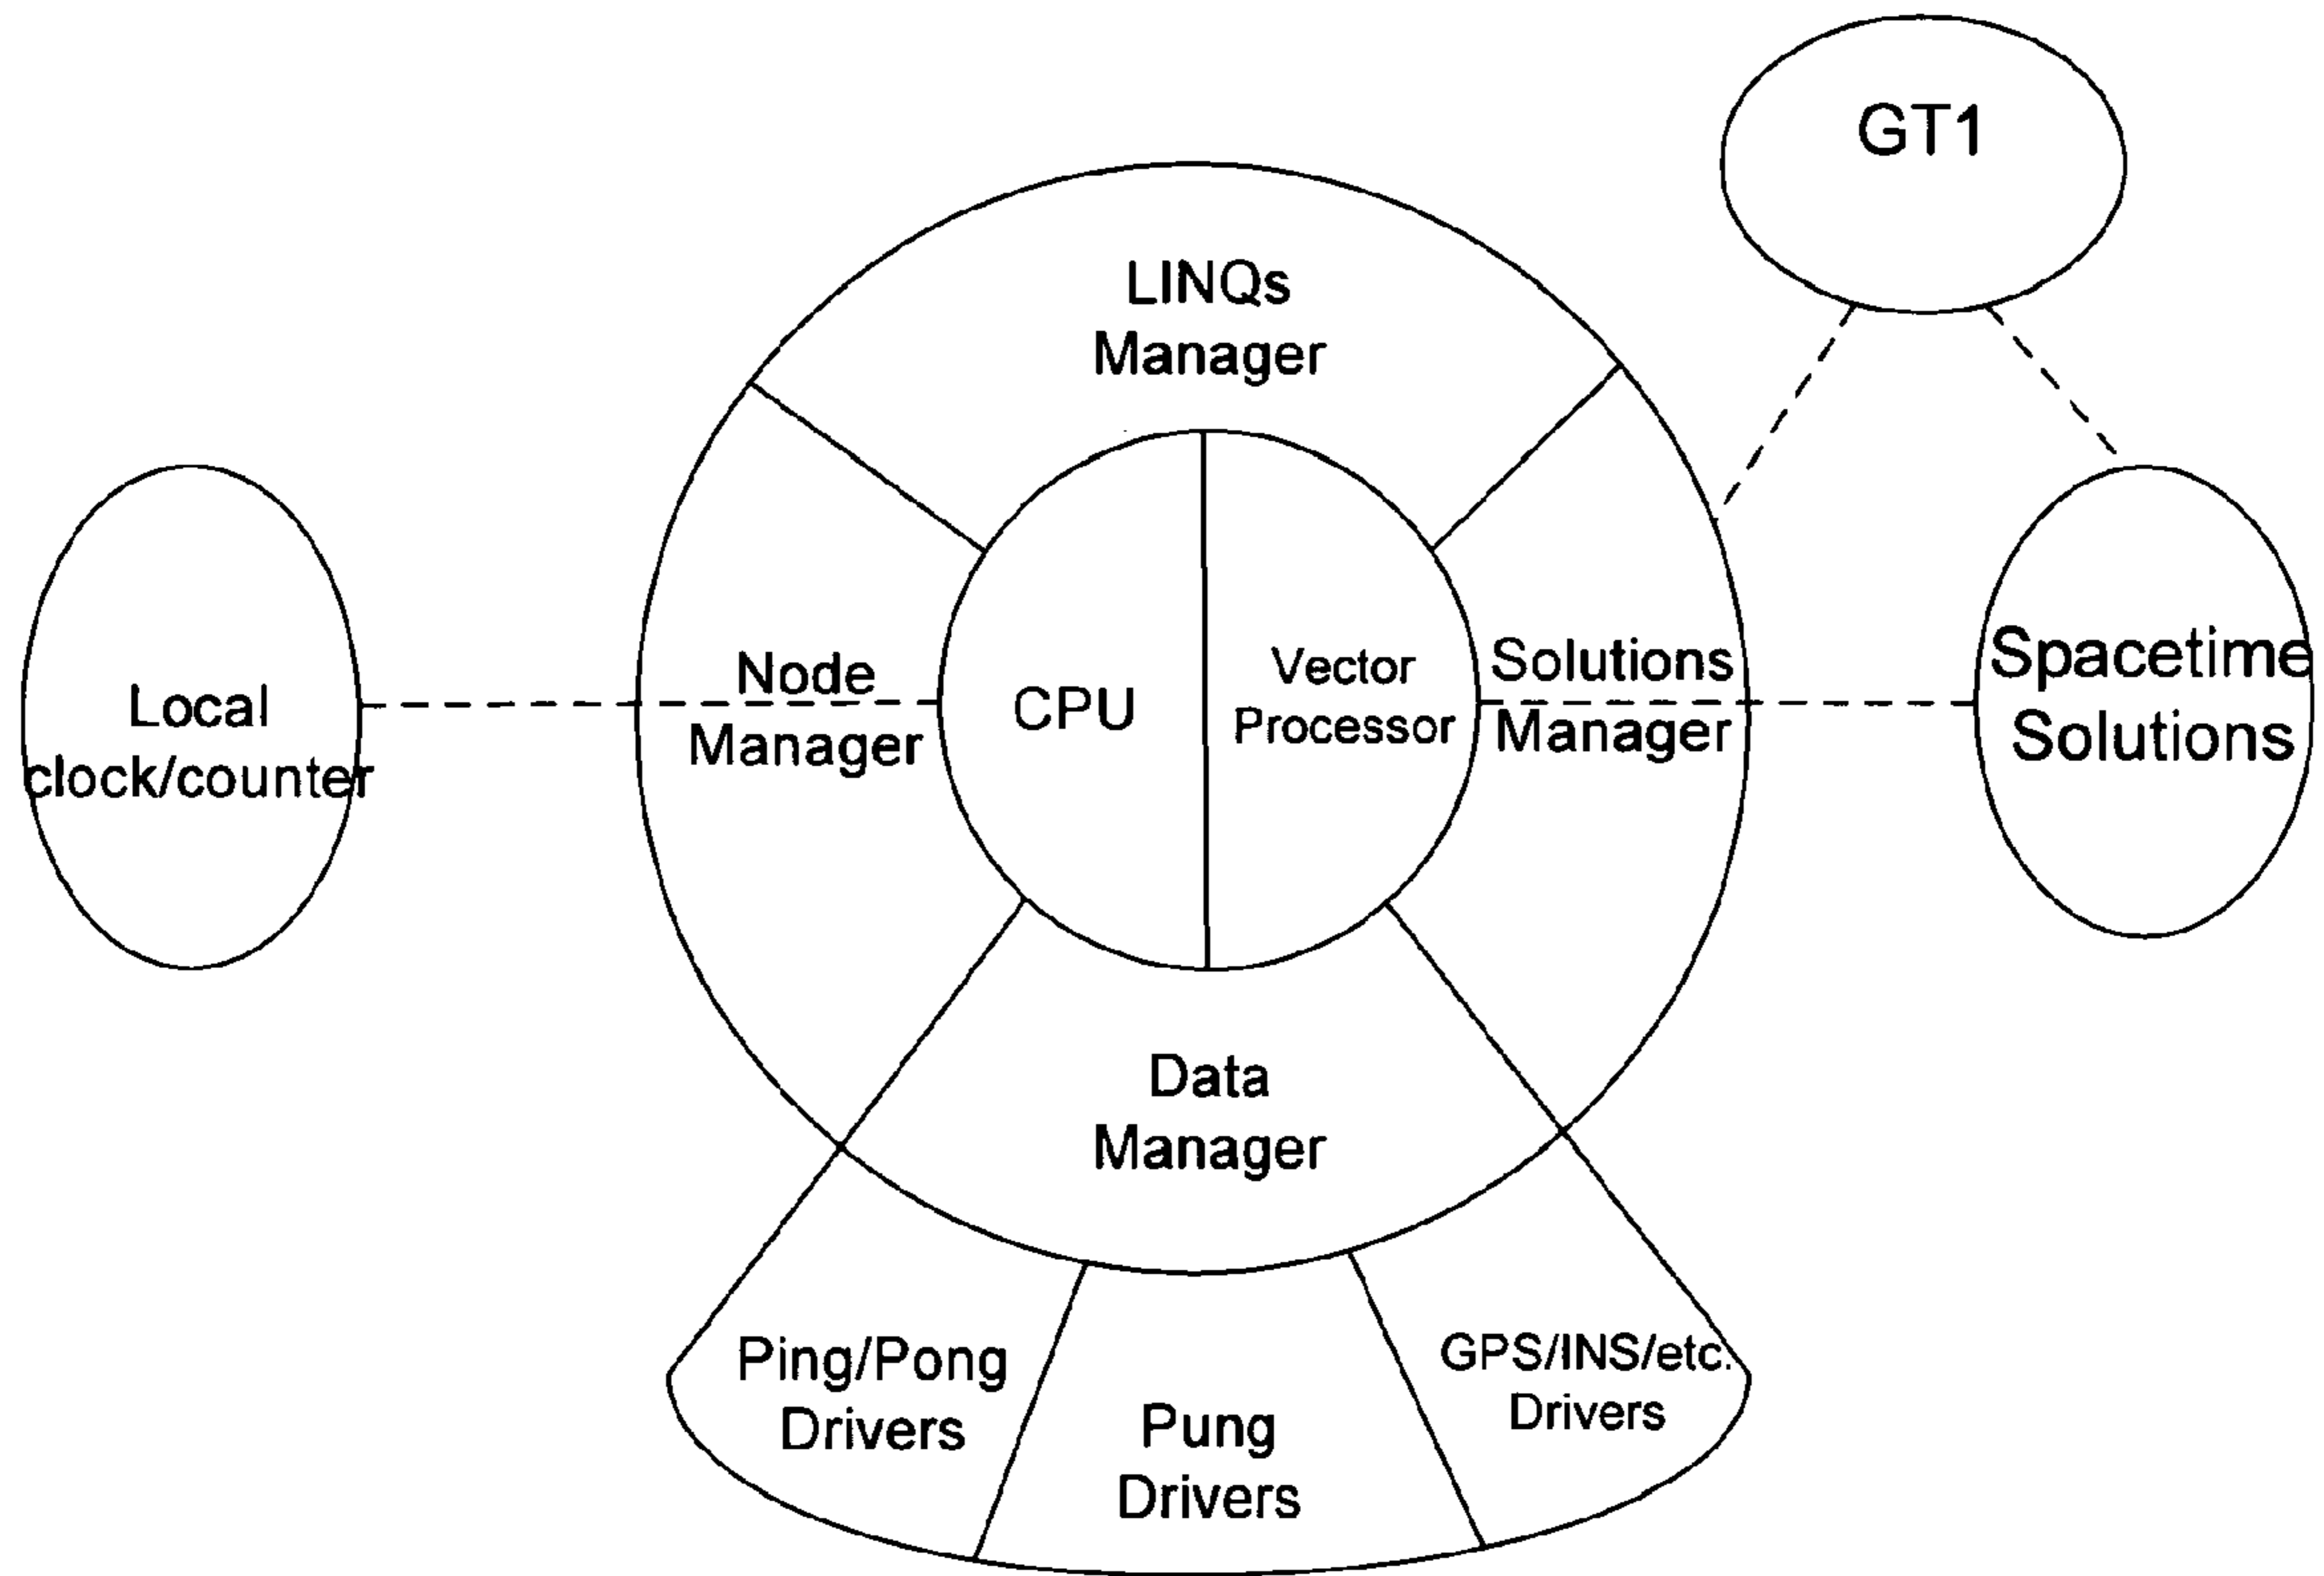 GT1
LINQs
Manager
Local
clock/counter
Node
Manager
CPU
Vector
Processor
Solutions
Manager
Spacetime
Solutions
Data
Manager
Ping/Pong
Drivers
Pung
Drivers
GPS/INS/etc.
Drivers